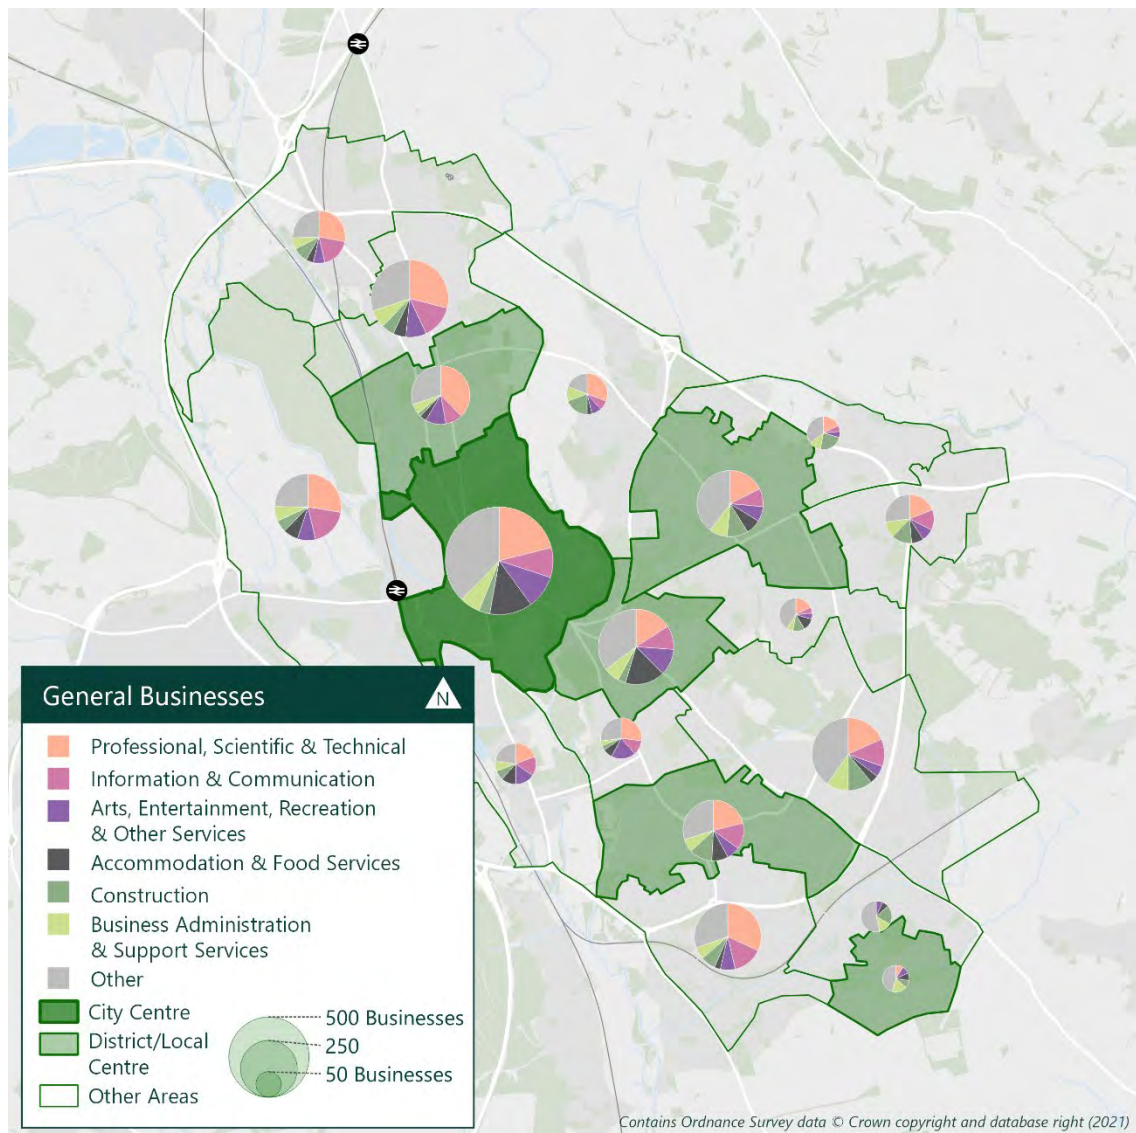 General Businesses
N
Professional, Scientific & Technical
Information & Communication
Arts, Entertainment, Recreation
& Other Services
Accommodation & Food Services
Construction
Business Administration
& Support Services
Other
City Centre
District/Local
Centre
Other Areas
500 Businesses
250
50 Businesses
Contains Ordnance Survey data © Crown copyright and database right (2021)